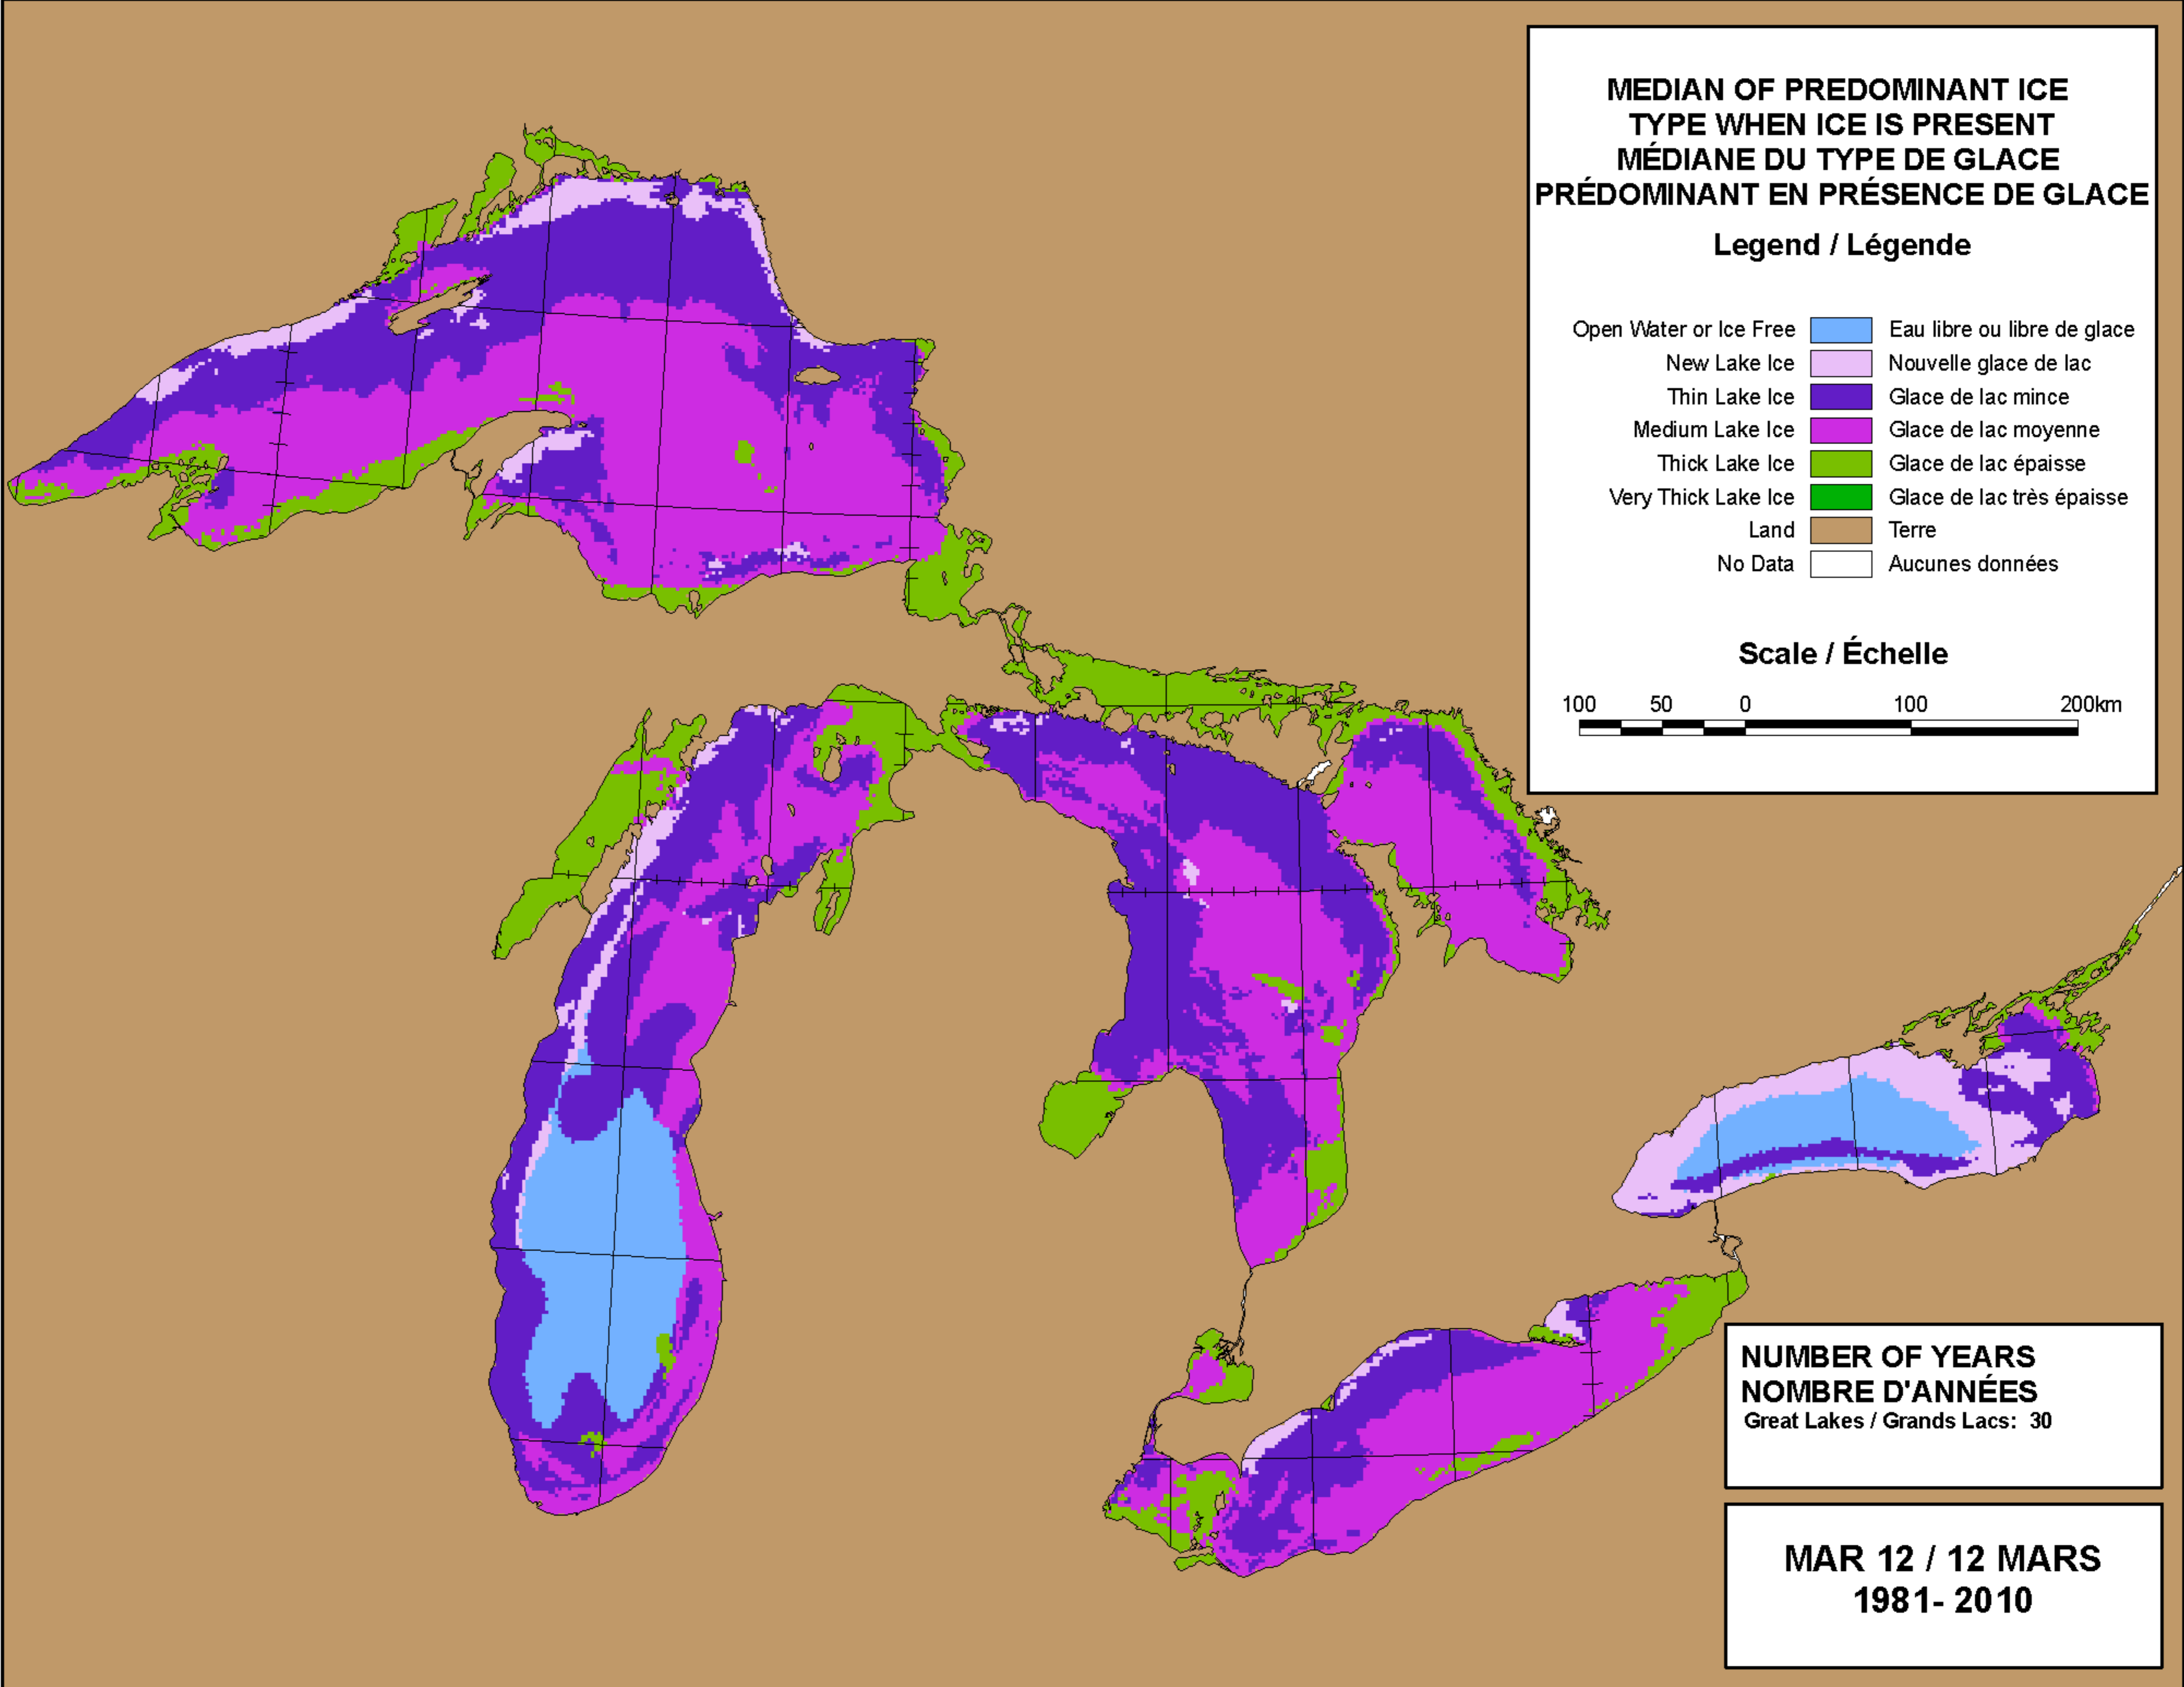 MEDIAN OF PREDOMINANT ICE
TYPE WHEN ICE IS PRESENT
MÉDIANE DU TYPE DE GLACE
PRÉDOMINANT EN PRÉSENCE DE GLACE
Legend / Légende
Open Water or Ice Free Eau libre ou libre de glace
New Lake Ice Nouvelle glace de lac
Thin Lake Ice Glace de lac mince
Medium Lake Ice Glace de lac moyenne
Thick Lake Ice Glace de lac épaisse
Very Thick Lake Ice Glace de lac très épaisse
Land Terre
No Data Aucunes données
Scale / Échelle
100 50 0 100 200km
NUMBER OF YEARS
NOMBRE D'ANNÉES
Great Lakes / Grands Lacs: 30
MAR 12 / 12 MARS
1981- 2010